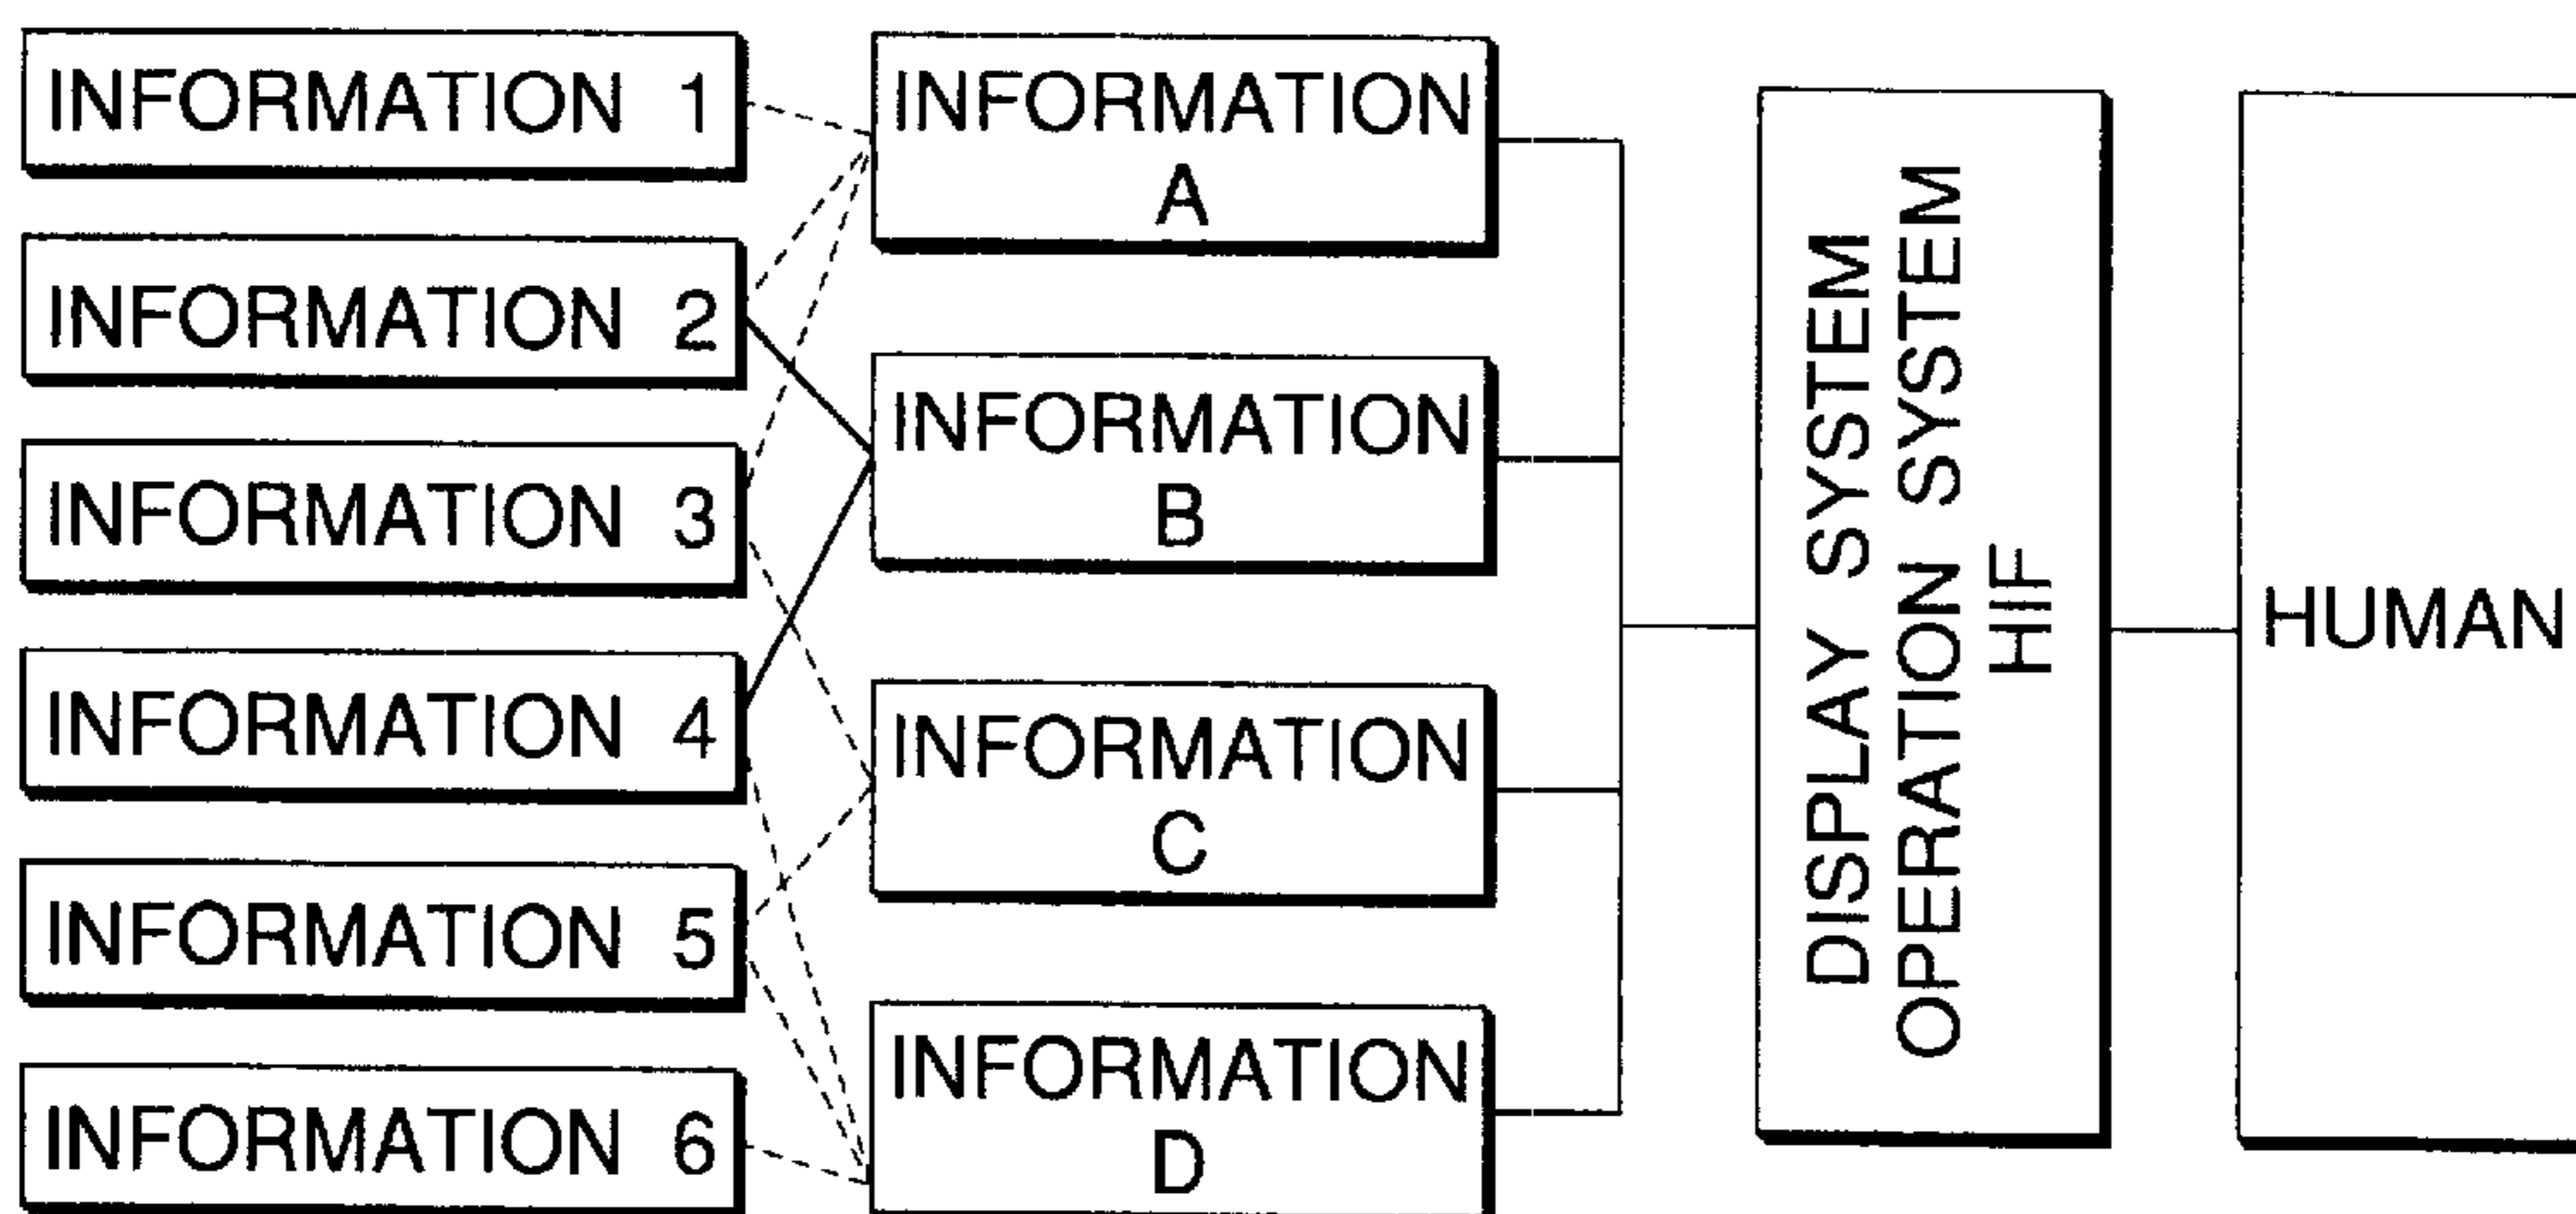 INFORMATION 1
INFORMATION 2
INFORMATION 3
INFORMATION 4
INFORMATION 5
INFORMATION 6
INFORMATION
A
INFORMATION
B
INFORMATION
C
INFORMATION
D
DISPLAY SYSTEM
OPERATION SYSTEM
HIF
HUMAN